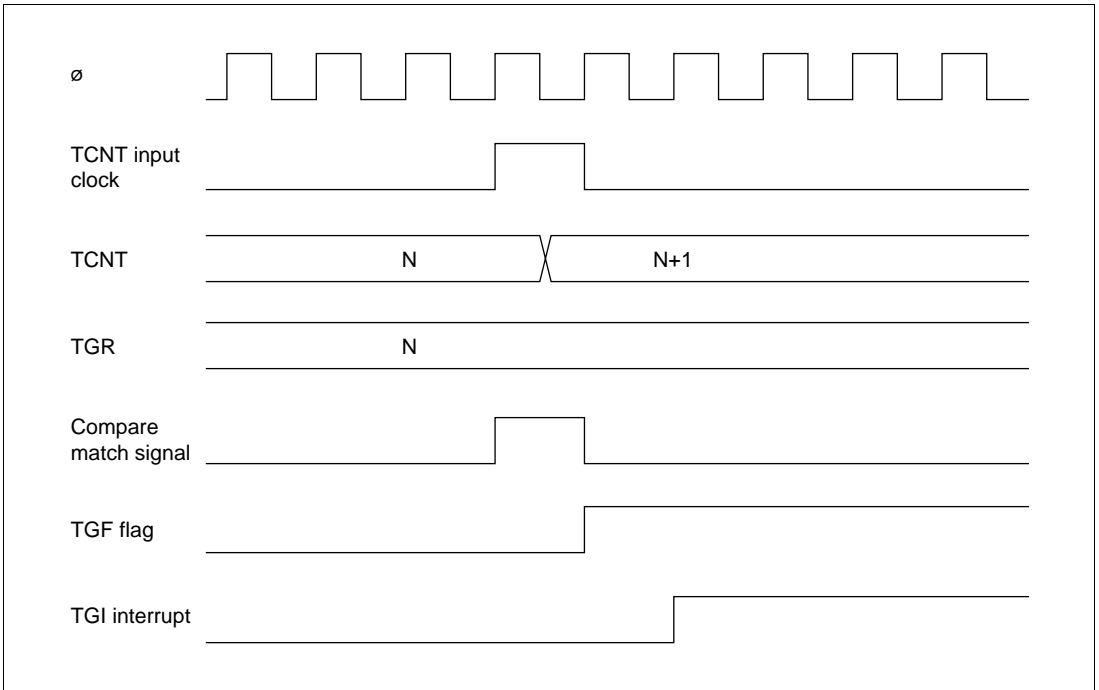 ø
TCNT input
clock
TCNT
N
N+1
TGR
N
Compare
match signal
TGF flag
TGI interrupt